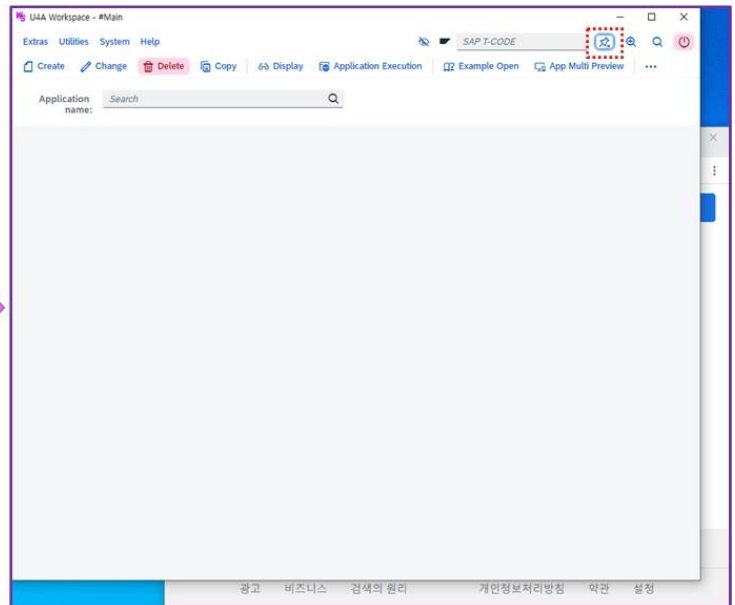 U4A Workspace - #Main
Extras Utilities System Help SAP T-CODE
Create Change Delete Copy Display Application Execution Example Open App Multi Preview ...
Application Search
name:
광고 비즈니스 검색의 원리 개인정보처리방침 약관 설정